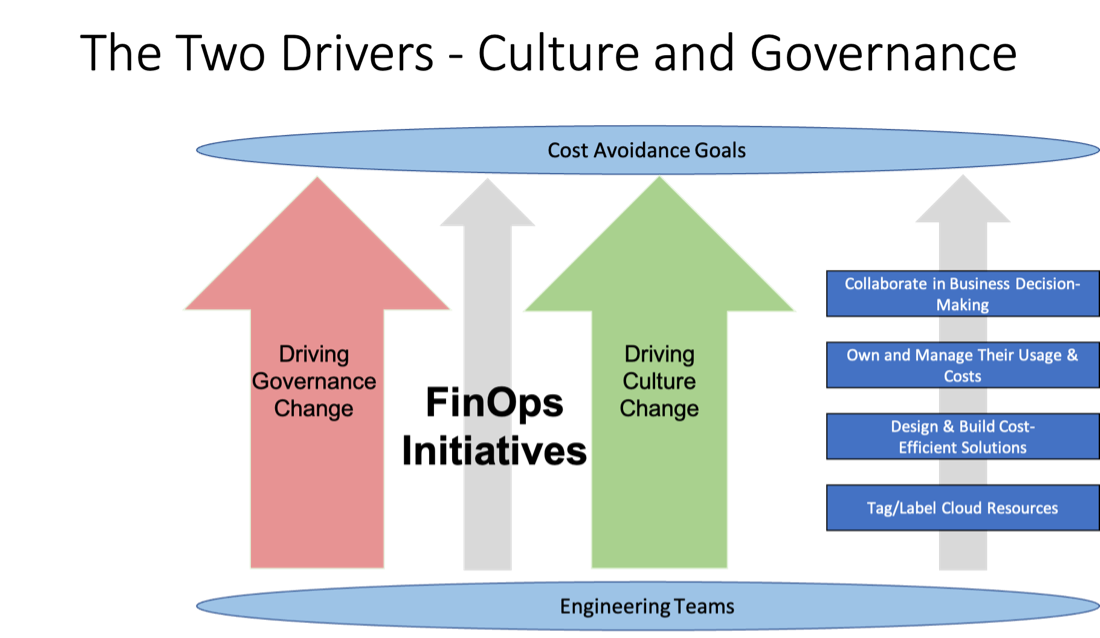 The Two Drivers - Culture and Governance
Cost Avoidance Goals
Driving
Governance
Change
FinOps
Initiatives
Driving
Culture
Change
Collaborate in Business Decision-
Making
Own and Manage Their Usage &
Costs
Design & Build Cost-
Efficient Solutions
Tag/Label Cloud Resources
Engineering Teams